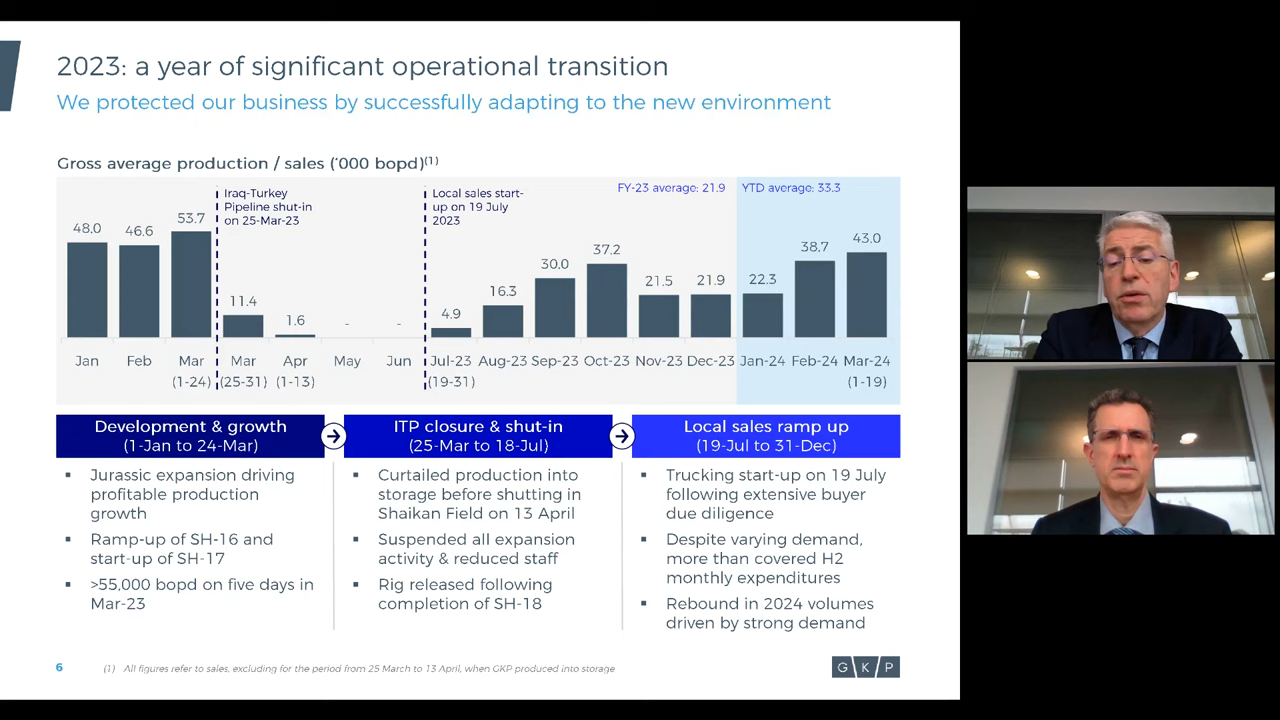 2023: a year of significant operational transition
We protected our business by successfully adapting to the new environment
Gross average production / sales ('000 bopd)(1)
Iraq-Turkey
Pipeline shut-in
on 25-Mar-23
Local sales start-
up on 19 July
2023
FY-23 average: 21.9
YTD average: 33.3
48.0
46.6
53.7
11.4
1.6
-
-
4.9
16.3
30.0
37.2
21.5
21.9
22.3
38.7
43.0
Jan
Feb
Mar
(1-24)
Mar
(25-31)
Apr
(1-13)
May
Jun
Jul-23
(19-31)
Aug-23
Sep-23
Oct-23
Nov-23
Dec-23
Jan-24
Feb-24
Mar-24
(1-19)
Development & growth
(1-Jan to 24-Mar)
▪ Jurassic expansion driving
profitable production
growth
▪ Ramp-up of SH-16 and
start-up of SH-17
▪ >55,000 bopd on five days in
Mar-23
ITP closure & shut-in
(25-Mar to 18-Jul)
▪ Curtailed production into
storage before shutting in
Shaikan Field on 13 April
▪ Suspended all expansion
activity & reduced staff
▪ Rig released following
completion of SH-18
Local sales ramp up
(19-Jul to 31-Dec)
▪ Trucking start-up on 19 July
following extensive buyer
due diligence
▪ Despite varying demand,
more than covered H2
monthly expenditures
▪ Rebound in 2024 volumes
driven by strong demand
6
(1) All figures refer to sales, excluding for the period from 25 March to 13 April, when GKP produced into storage
GKP